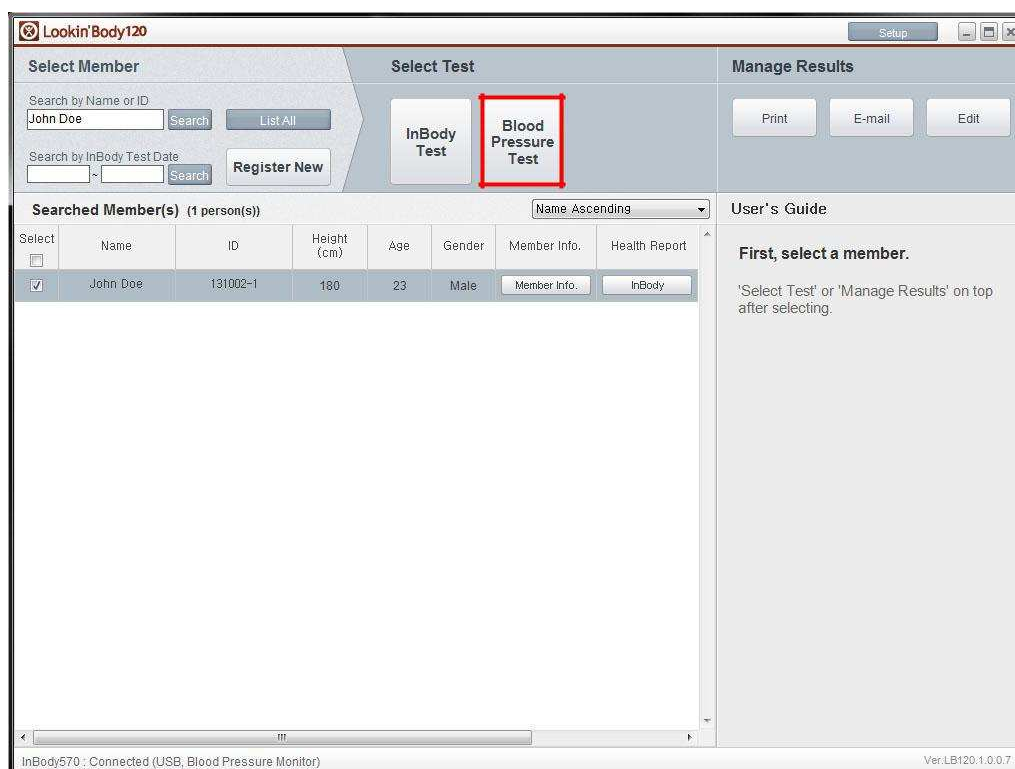 Lookin'Body120
Setup
Select Member
Select Test
Manage Results
Search by Name or ID
John Doe
Search
List All
Search by InBody Test Date
~
Search
Register New
InBody
Test
Blood
Pressure
Test
Print
E-mail
Edit
Searched Member(s) (1 person(s))
Name Ascending
User's Guide
Select
Name
ID
Height
(cm)
Age
Gender
Member Info.
Health Report
John Doe
131002-1
180
23
Male
Member Info.
InBody
First, select a member.
'Select Test' or 'Manage Results' on top
after selecting.
InBody570 : Connected (USB, Blood Pressure Monitor)
Ver.LB120.1.0.0.7